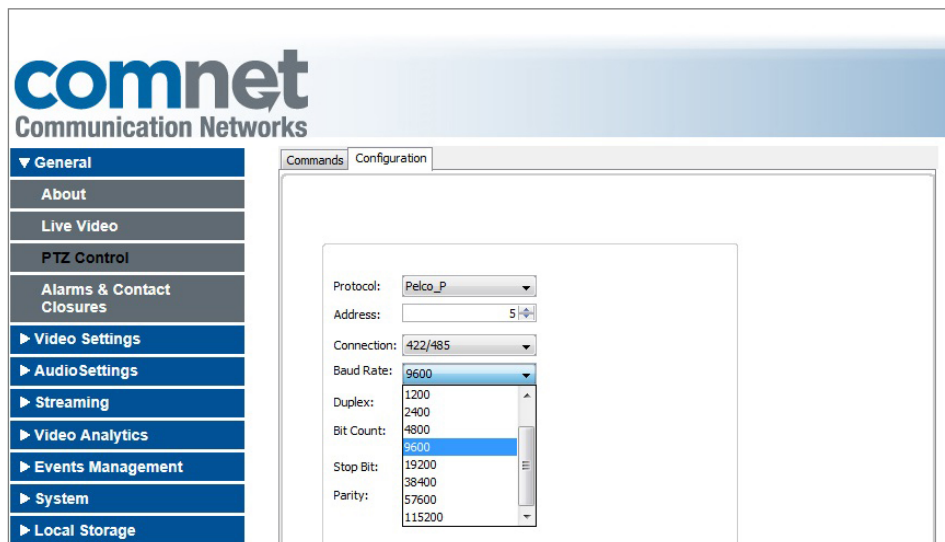 comnet
Communication Networks
General
About
Live Video
PTZ Control
Alarms & Contact
Closures
Video Settings
AudioSettings
Streaming
Video Analytics
Events Management
System
Local Storage
Commands
Configuration
Protocol: Pelco_P
Address: 5
Connection: 422/485
Baud Rate: 9600
1200
Duplex:
2400
Bit Count: 4800
9600
Stop Bit: 19200
38400
Parity: 57600
115200